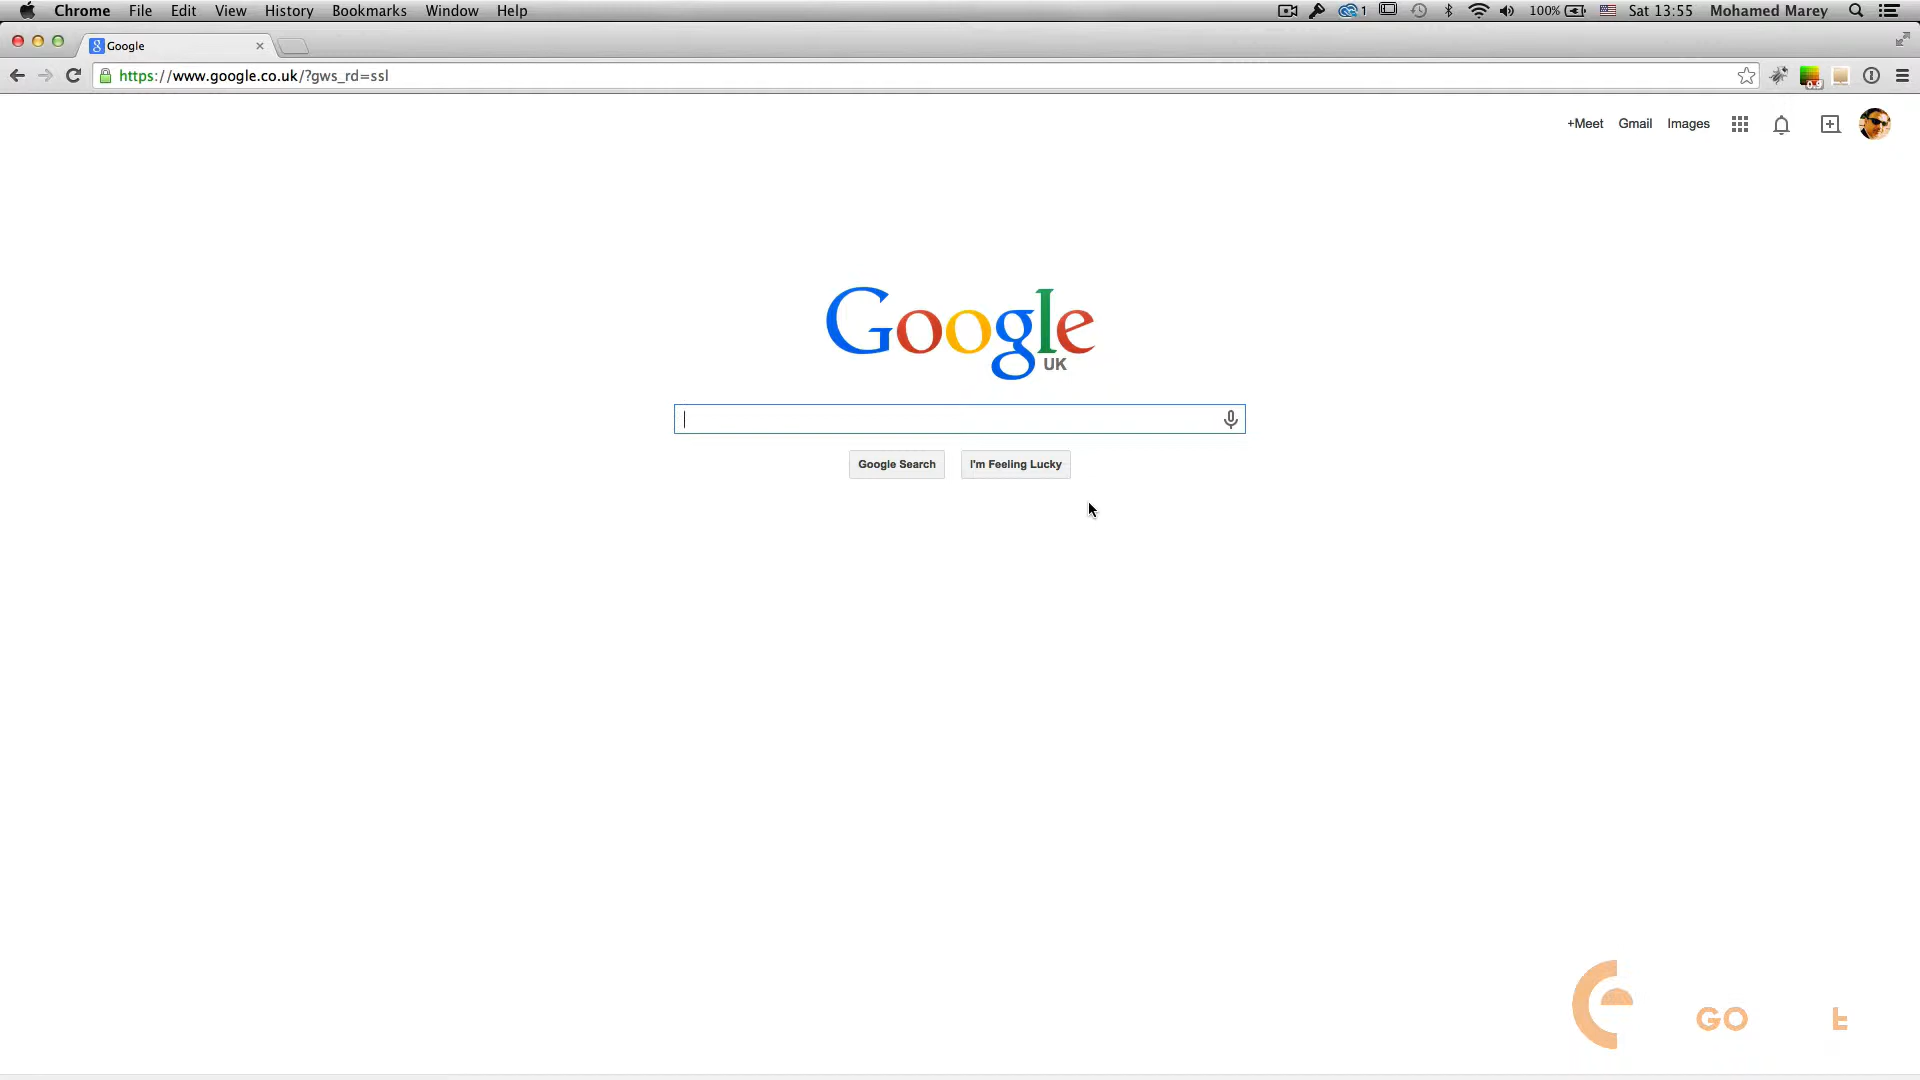 Chrome File Edit View History Bookmarks Window Help 1 100% Sat 13:55 Mohamed Marey
Google
https://www.google.co.uk/?gws_rd=ssl
+Meet Gmail Images
Google
UK
Google Search I'm Feeling Lucky
GO t